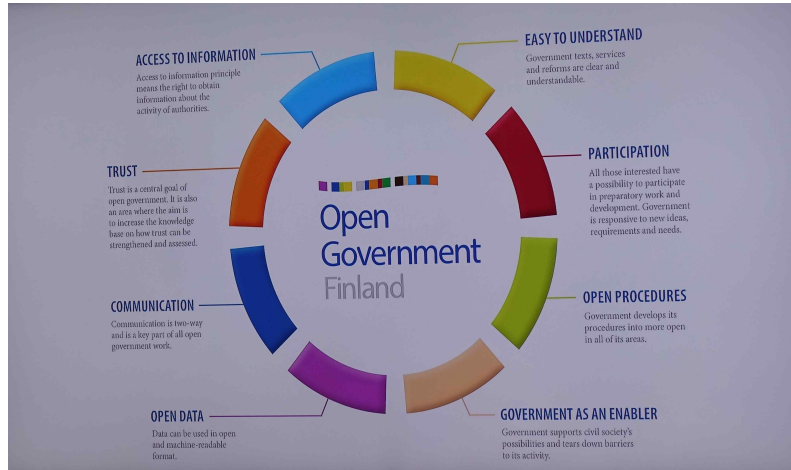 ACCESS TO INFORMATION
Access to information principle
means the right to obtain
information about the
activity of authorities.
EASY TO UNDERSTAND
Government texts, services
and reforms are clear and
understandable.
TRUST
Trust is a central goal of
open government. It is also
an area where the aim is
to increase the knowledge
base on how trust can be
strengthened and assessed.
PARTICIPATION
All those interested have
a possibility to participate
in preparatory work and
development. Government
is responsive to new ideas,
requirements and needs.
Open
Government
Finland
COMMUNICATION
Communication is two-way
and is a key part of all open
government work.
OPEN PROCEDURES
Government develops its
procedures into more open
in all of its areas.
OPEN DATA
Data can be used in open
and machine-readable
format.
GOVERNMENT AS AN ENABLER
Government supports civil society's
possibilities and tears down barriers
to its activity.